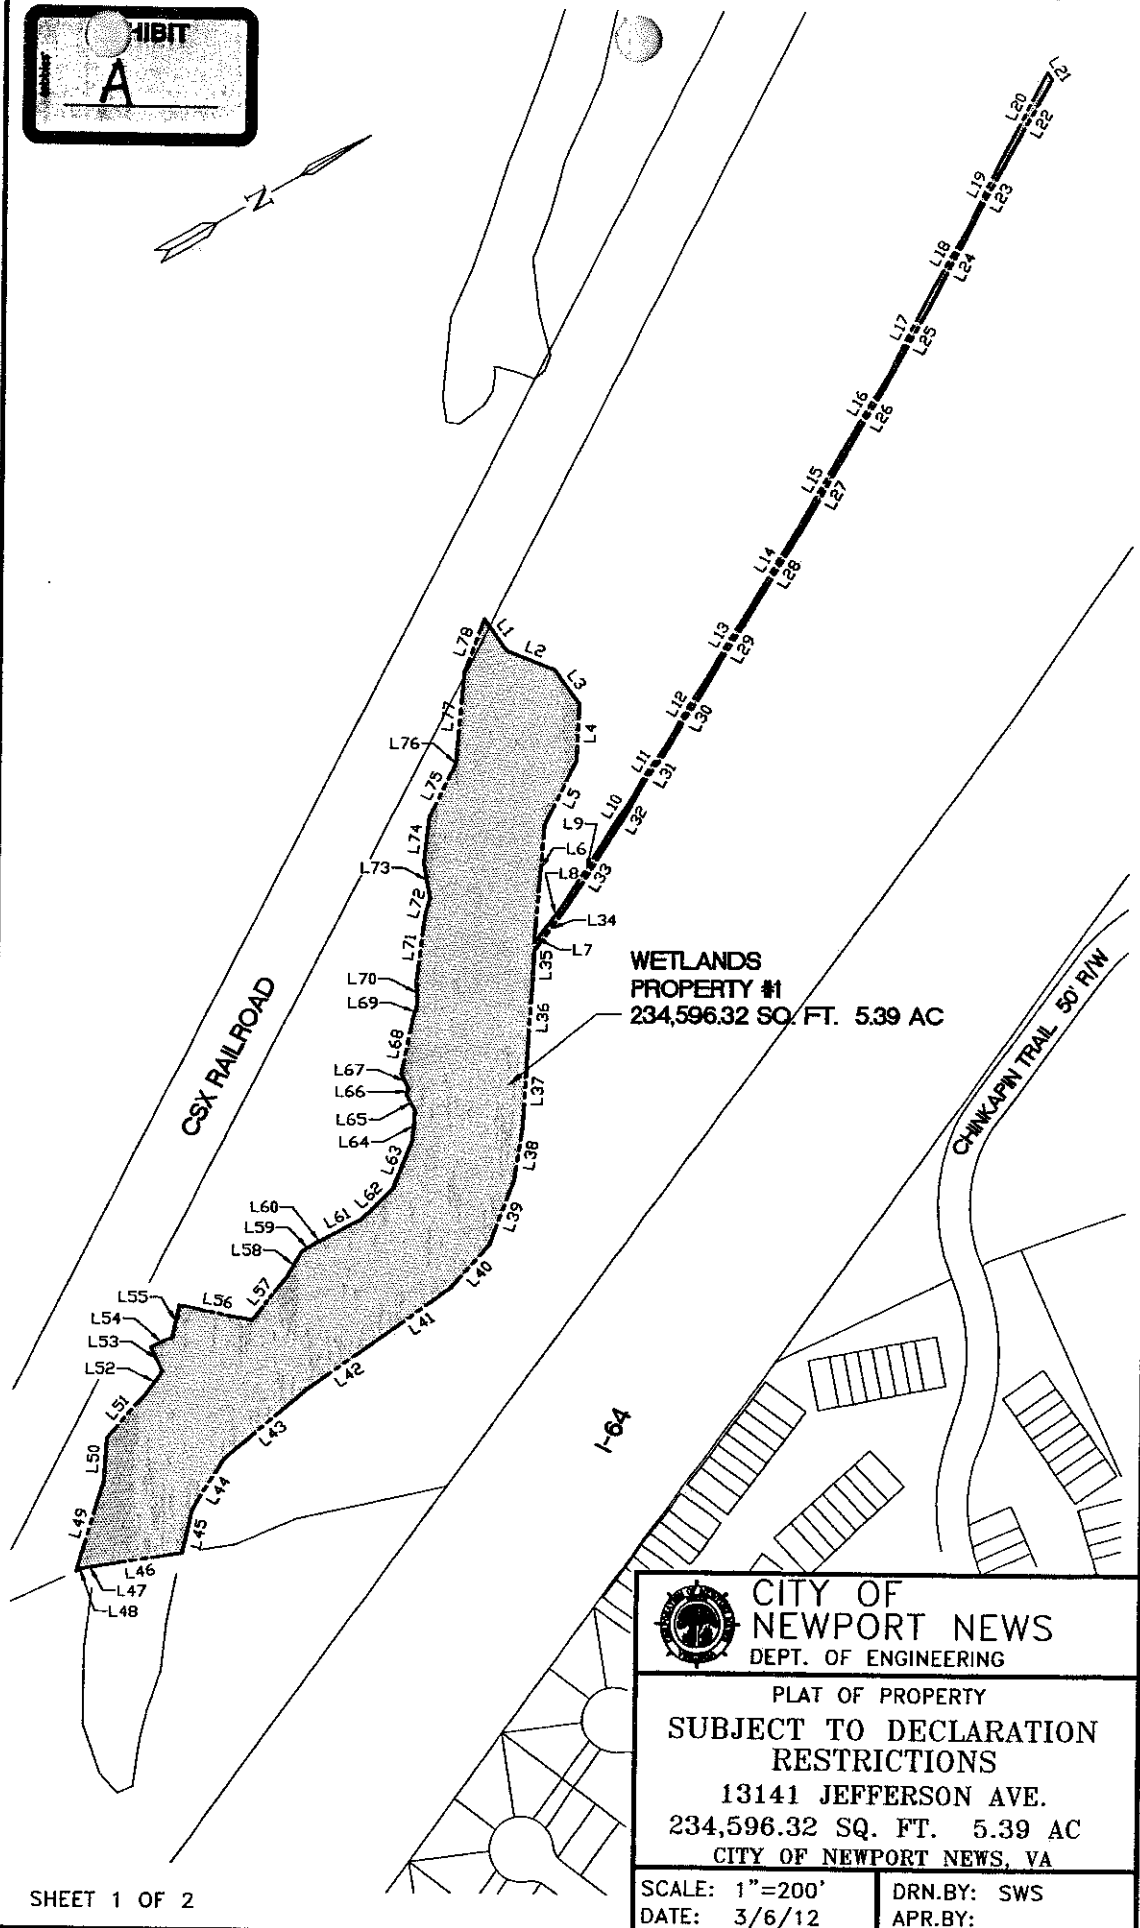 HIBIT
A
N
L21
L20
L22
L19
L23
L18
L24
L17
L25
L16
L26
L15
L27
L14
L28
L13
L29
L12
L30
L11
L31
L10
L32
L9
L33
L78
L1
L2
L3
L77
L4
L76
L75
L5
L74
L6
L73
L8
L72
L34
L71
L7
L35
WETLANDS
PROPERTY #1
234,596.32 SQ. FT. 5.39 AC
L70
L69
L36
L68
CSX RAILROAD
CHINKAPIN TRAIL 50' R/W
L67
L66
L37
L65
L64
L38
L63
L62
L39
L60
L61
L59
L58
L40
L57
L56
L55
L54
L41
L53
L52
L42
L51
L43
I-64
L50
L44
L49
L45
L46
L47
L48
CITY OF
NEWPORT NEWS
DEPT. OF ENGINEERING
PLAT OF PROPERTY
SUBJECT TO DECLARATION
RESTRICTIONS
13141 JEFFERSON AVE.
234,596.32 SQ. FT. 5.39 AC
CITY OF NEWPORT NEWS, VA
SCALE: 1"=200'
DRN.BY: SWS
DATE: 3/6/12
APR.BY:
SHEET 1 OF 2